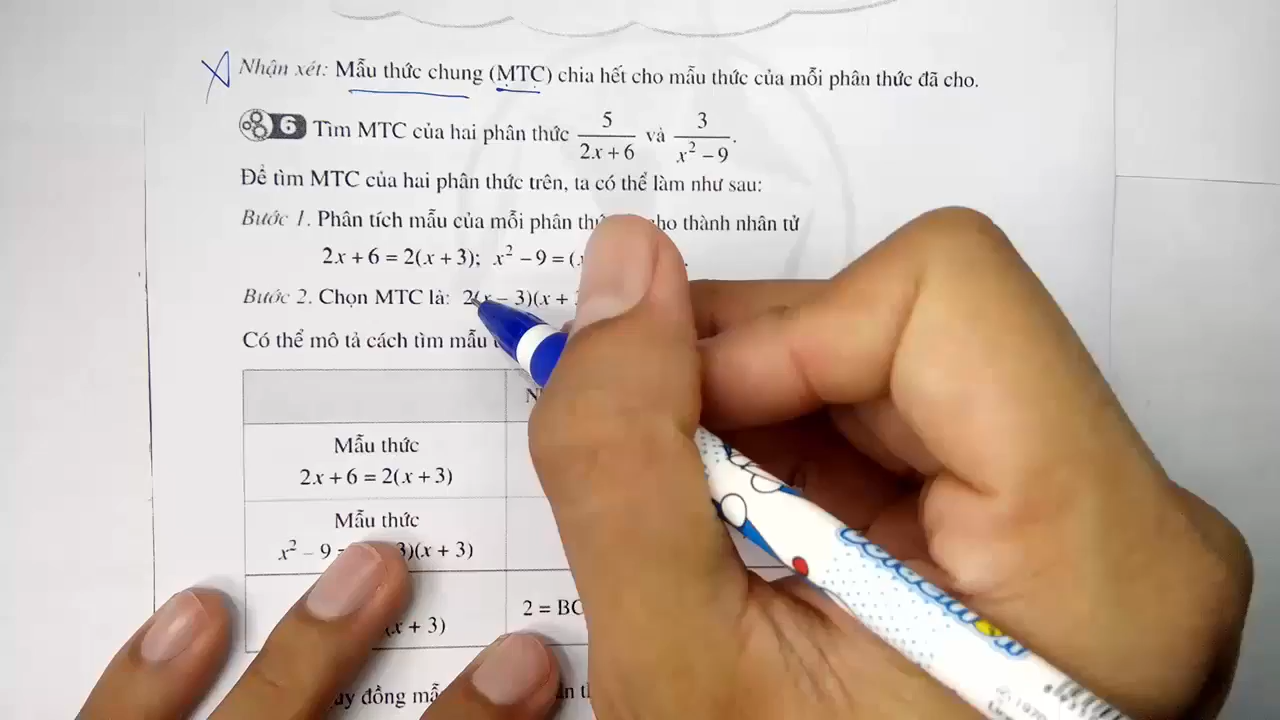 Nhận xét: Mẫu thức chung (MTC) chia hết cho mẫu thức của mỗi phân thức đã cho.
6 Tìm MTC của hai phân thức 5/(2x + 6) và 3/(x² − 9).
Để tìm MTC của hai phân thức trên, ta có thể làm như sau:
Bước 1. Phân tích mẫu của mỗi phân cho thành nhân tử
2x + 6 = 2(x + 3); x² − 9 = (
Bước 2. Chọn MTC là: 2(x − 3)(x +
Có thể mô tả cách tìm mẫu
Mẫu thức
2x + 6 = 2(x + 3)
Mẫu thức
x² − 9 = 3)(x + 3)
(x + 3)
2 = BC
đồng